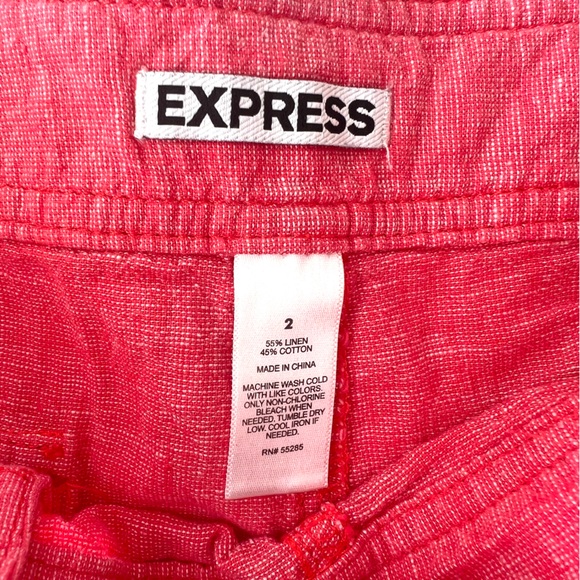 EXPRESS
2
55% LINEN
45% COTTON
MADE IN CHINA
MACHINE WASH COLD
WITH LIKE COLORS.
ONLY NON-CHLORINE
BLEACH WHEN
NEEDED. TUMBLE DRY
LOW. COOL IRON IF
NEEDED.
RN# 55285